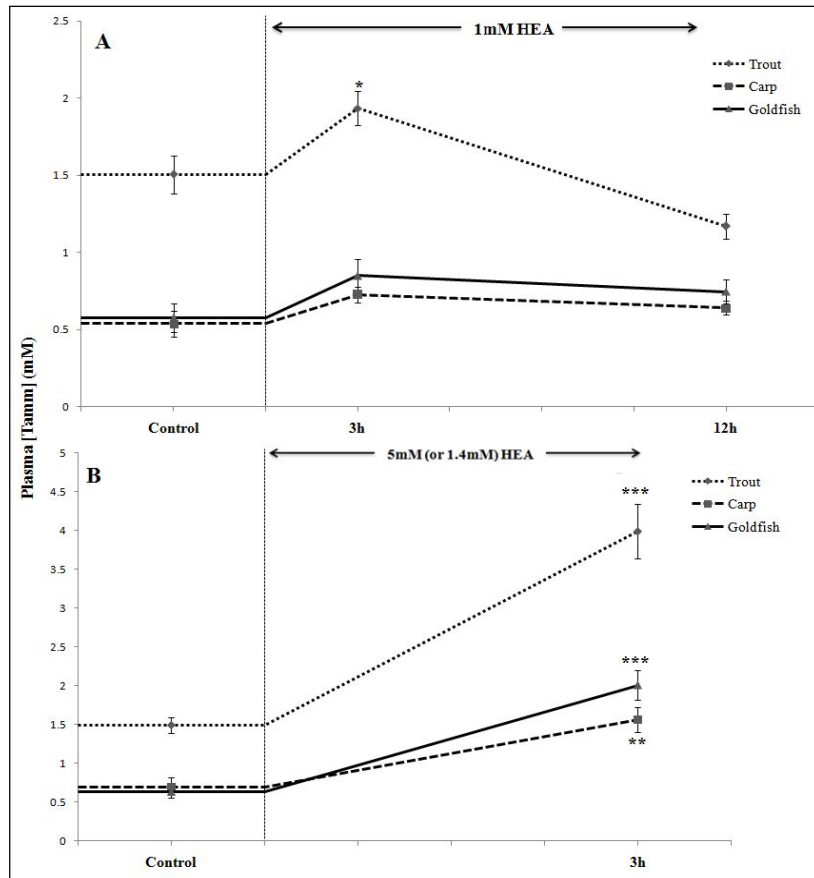 A
1mM HEA
Trout
Carp
Goldfish
*
2.5
2
1.5
1
0.5
0
Control
3h
12h
Plasma [Tamm] (mM)
B
5mM (or 1.4mM) HEA
Trout
Carp
Goldfish
***
***
**
5
4.5
4
3.5
3
2.5
2
1.5
1
0.5
0
Control
3h